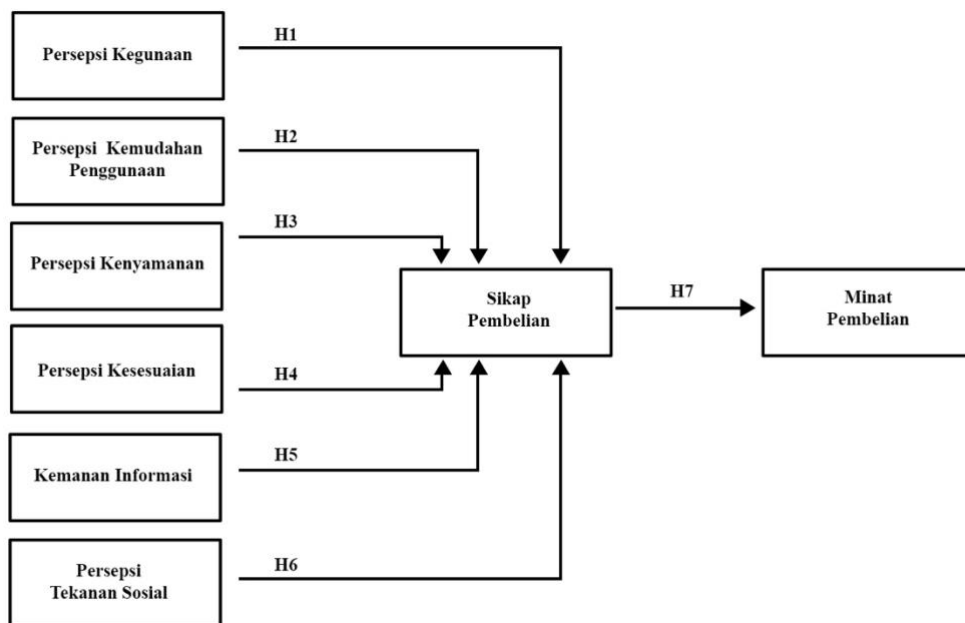 Persepsi Kegunaan
H1
Persepsi Kemudahan
Penggunaan
H2
Persepsi Kenyamanan
H3
Persepsi Kesesuaian
H4
Kemanan Informasi
H5
Persepsi
Tekanan Sosial
H6
Sikap
Pembelian
H7
Minat
Pembelian